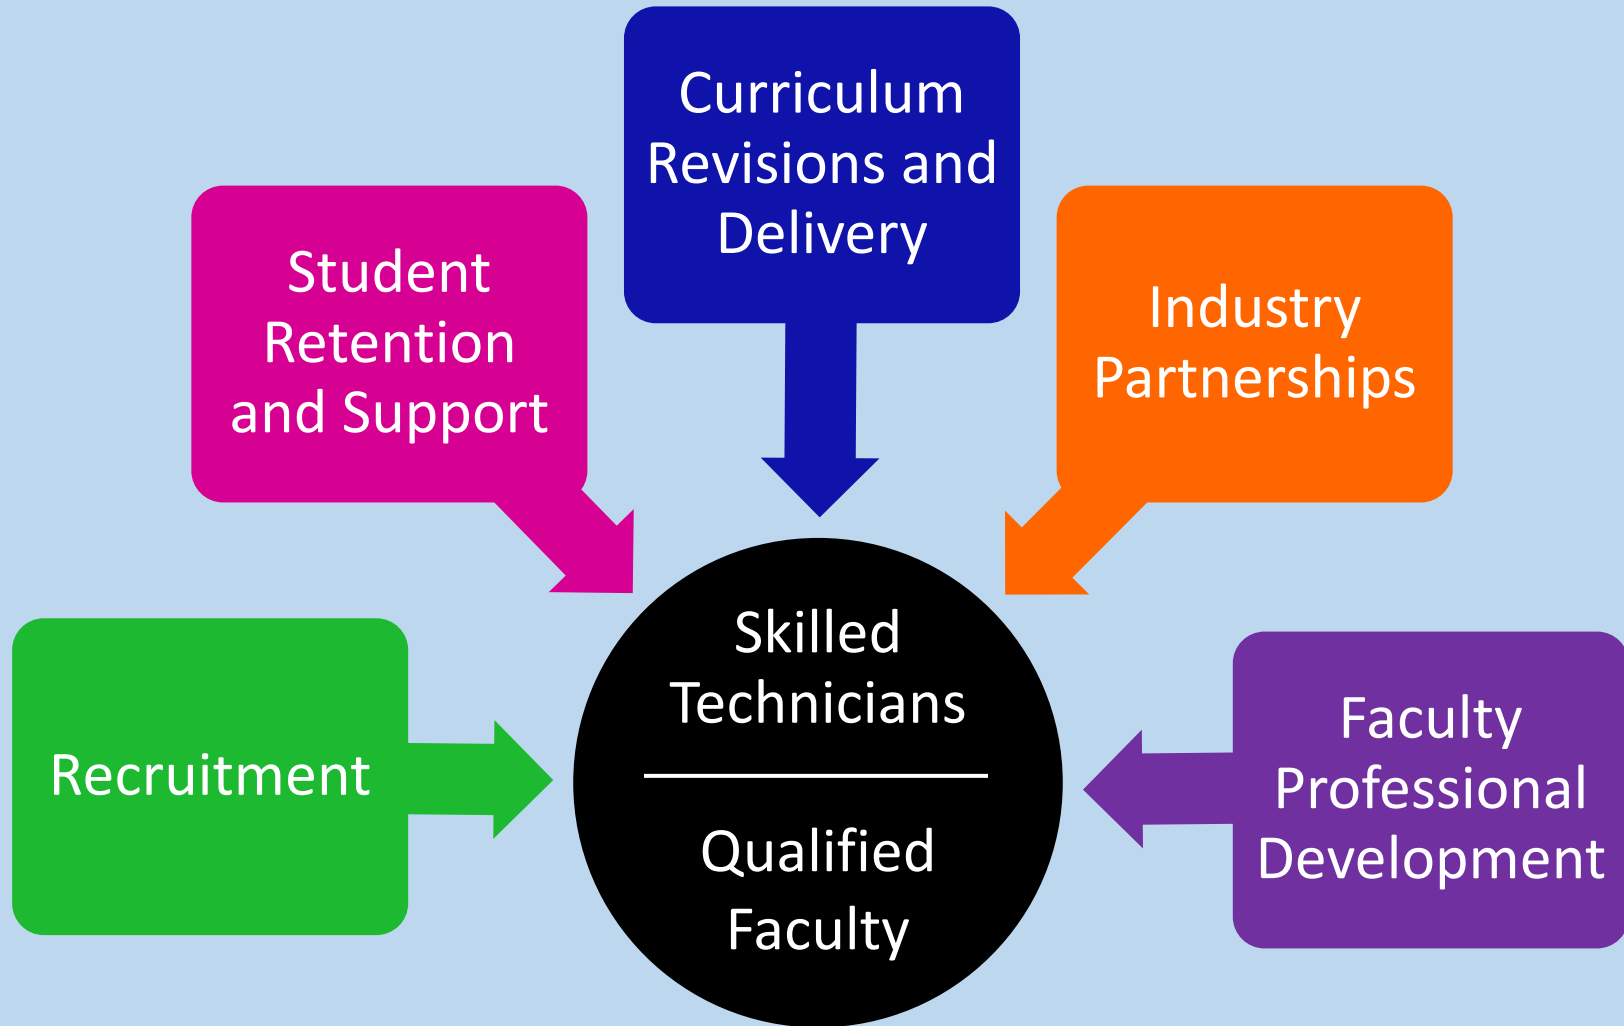 Curriculum
Revisions and
Delivery
Student
Retention
and Support
Industry
Partnerships
Recruitment
Skilled
Technicians
Qualified
Faculty
Faculty
Professional
Development